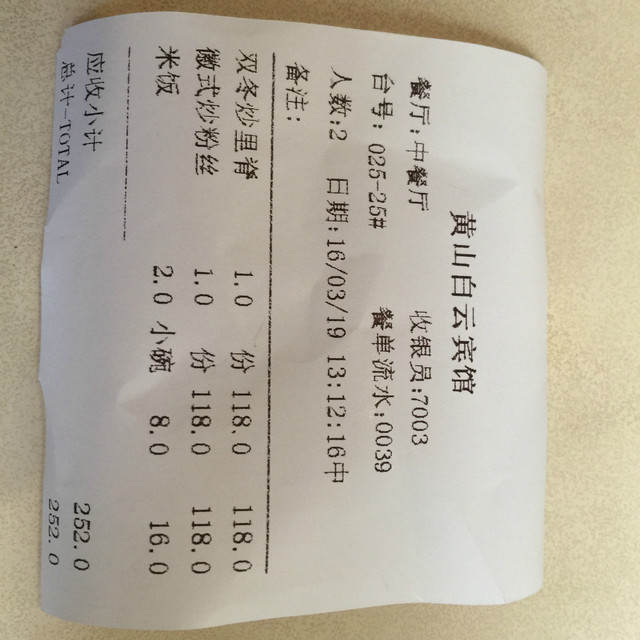 黄山白云宾馆
餐厅:中餐厅 收银员:7003
台号: 025-25# 餐单流水:0039
人数:2 日期:16/03/19 13:12:16中
备注:
双冬炒里脊 1.0 份 118.0 118.0
微式炒粉丝 1.0 份 118.0 118.0
米饭 2.0 小碗 8.0 16.0
应收小计 252.0
总计-TOTAL 252.0